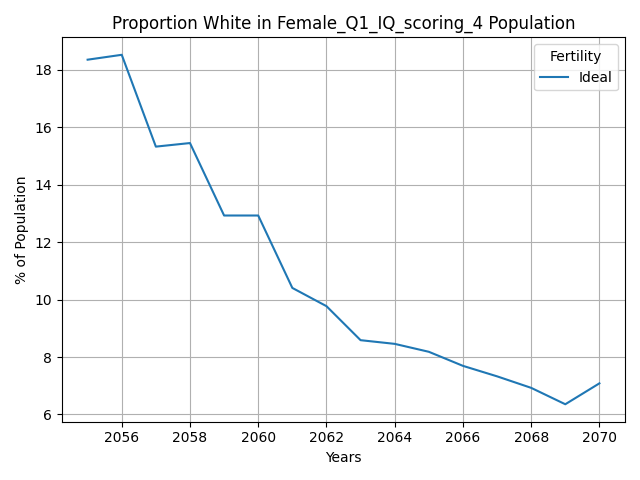 Proportion White in Female_Q1_IQ_scoring_4 Population
Fertility
Ideal
% of Population
18
16
14
12
10
8
6
2056 2058 2060 2062 2064 2066 2068 2070
Years